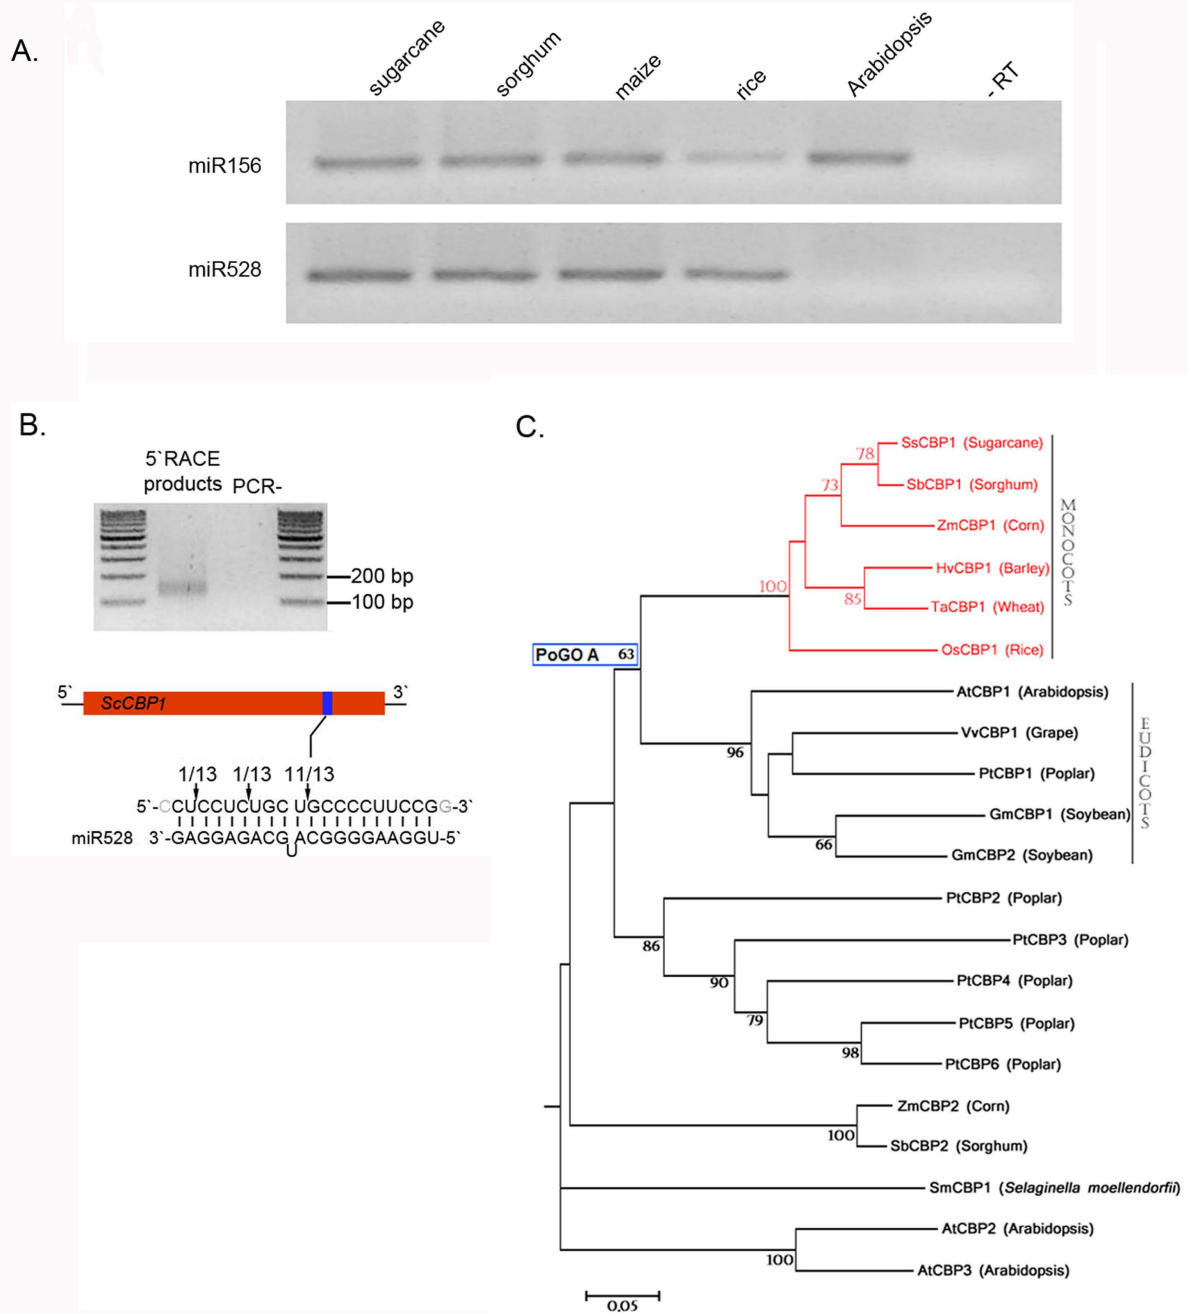 A.
sugarcane
sorghum
maize
rice
Arabidopsis
- RT
miR156
miR528
B.
5`RACE
products PCR-
200 bp
100 bp
5` ScCBP1 3`
1/13 1/13 11/13
5`-CCUCCUCUGC UGCCCCUUCCGG-3`
miR528 3`-GAGGAGACGUACGGGGAAGGU-5`
C.
SsCBP1 (Sugarcane)
78
SbCBP1 (Sorghum)
73
ZmCBP1 (Corn)
HvCBP1 (Barley)
100
85
TaCBP1 (Wheat)
OsCBP1 (Rice)
MONOCOTS
PoGO A 63
AtCBP1 (Arabidopsis)
VvCBP1 (Grape)
96
PtCBP1 (Poplar)
GmCBP1 (Soybean)
66
GmCBP2 (Soybean)
EUDICOTS
PtCBP2 (Poplar)
86
PtCBP3 (Poplar)
90
PtCBP4 (Poplar)
79
PtCBP5 (Poplar)
98
PtCBP6 (Poplar)
ZmCBP2 (Corn)
100
SbCBP2 (Sorghum)
SmCBP1 (Selaginella moellendorfii)
AtCBP2 (Arabidopsis)
100
AtCBP3 (Arabidopsis)
0,05